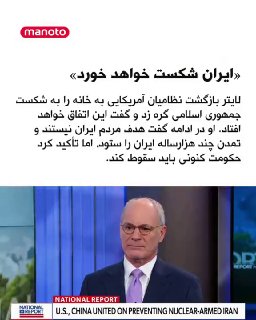 manoto
«ایران شکست خواهد خورد»
لایتر بازگشت نظامیان آمریکایی به خانه را به شکست
جمهوری اسلامی گره زد و گفت این اتفاق خواهد
افتاد. او در ادامه گفت هدف مردم ایران نیستند و
تمدن چند هزارساله ایران را ستود، اما تأکید کرد
حکومت کنونی باید سقوط کند.
NATIONAL REPORT
NATIONAL REPORT
U.S., CHINA UNITED ON PREVENTING NUCLEAR-ARMED IRAN